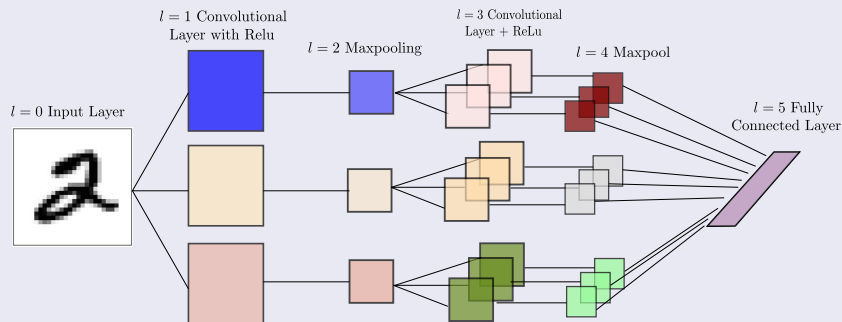 l = 1 Convolutional
Layer with Relu
l = 3 Convolutional
Layer + ReLu
l = 2 Maxpooling
l = 4 Maxpool
l = 0 Input Layer
l = 5 Fully
Connected Layer
2